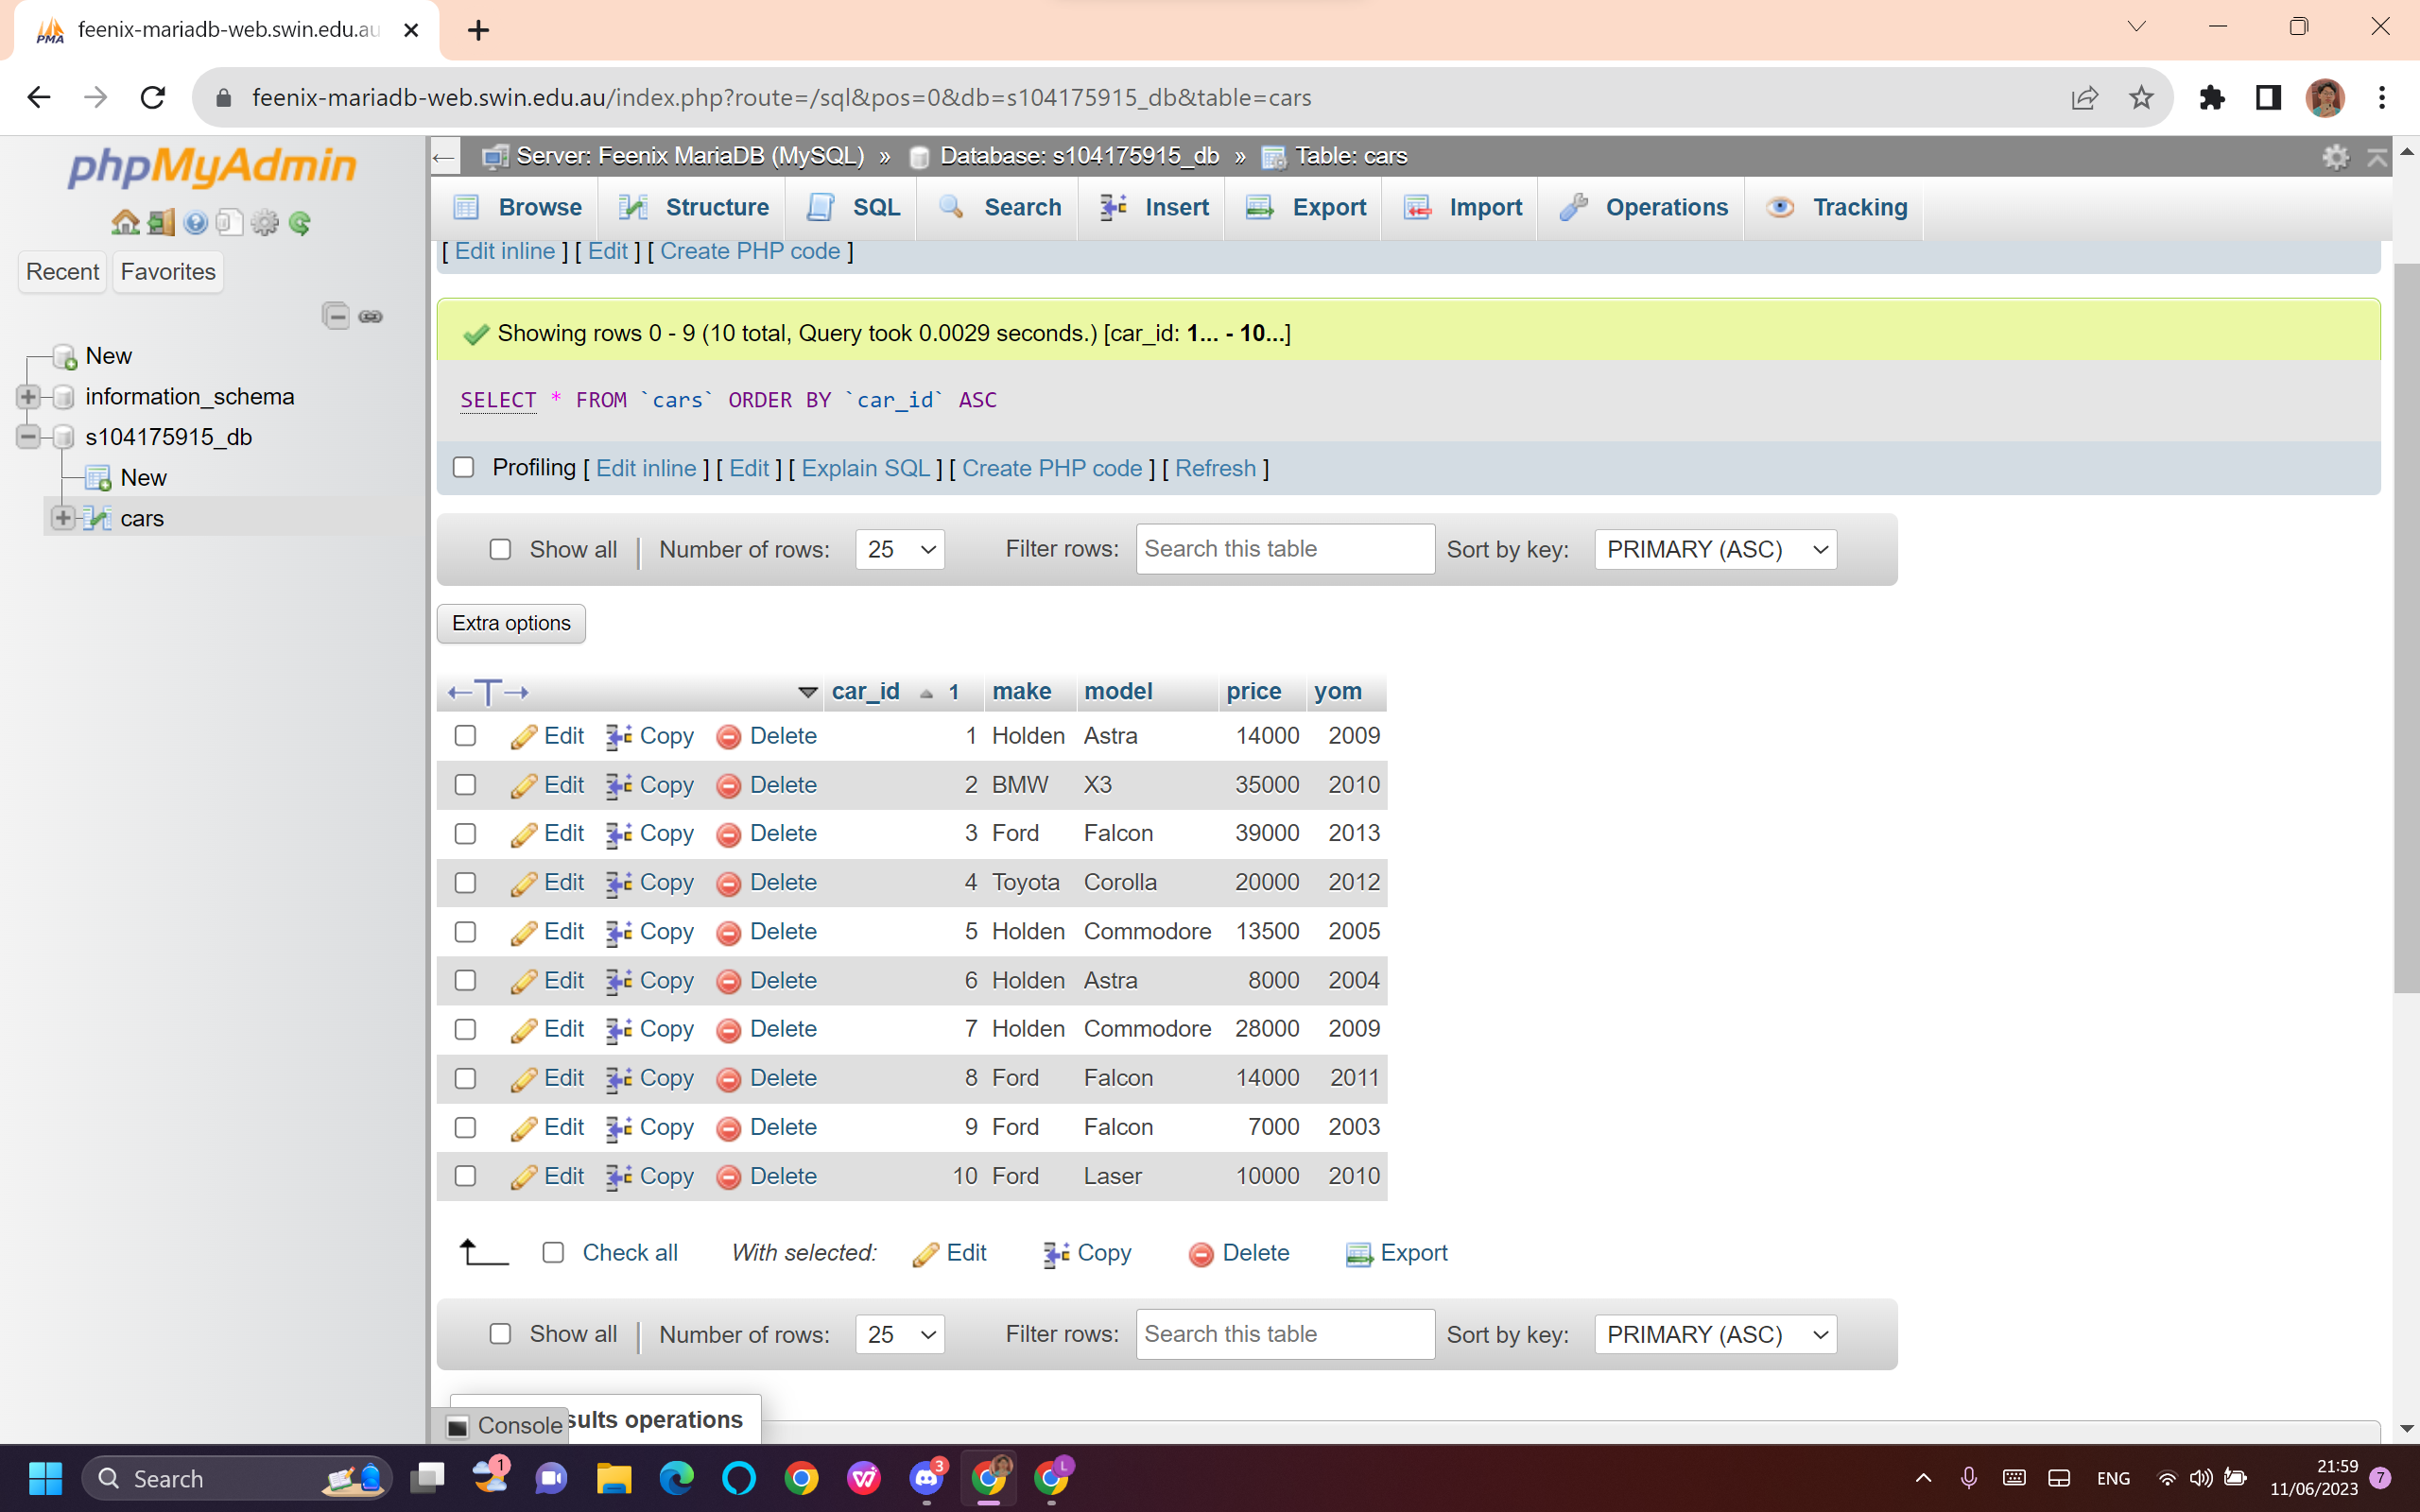 PMA feenix-mariadb-web.swin.edu.au
feenix-mariadb-web.swin.edu.au/index.php?route=/sql&pos=0&db=s104175915_db&table=cars
phpMyAdmin
Recent Favorites
New
information_schema
s104175915_db
New
cars
Server: Feenix MariaDB (MySQL) » Database: s104175915_db » Table: cars
Browse Structure SQL Search Insert Export Import Operations Tracking
[ Edit inline ] [ Edit ] [ Create PHP code ]
Showing rows 0 - 9 (10 total, Query took 0.0029 seconds.) [car_id: 1... - 10...]
SELECT * FROM `cars` ORDER BY `car_id` ASC
Profiling [ Edit inline ] [ Edit ] [ Explain SQL ] [ Create PHP code ] [ Refresh ]
Show all Number of rows: 25 Filter rows: Search this table Sort by key: PRIMARY (ASC)
Extra options
←T→ car_id 1 make model price yom
Edit Copy Delete 1 Holden Astra 14000 2009
Edit Copy Delete 2 BMW X3 35000 2010
Edit Copy Delete 3 Ford Falcon 39000 2013
Edit Copy Delete 4 Toyota Corolla 20000 2012
Edit Copy Delete 5 Holden Commodore 13500 2005
Edit Copy Delete 6 Holden Astra 8000 2004
Edit Copy Delete 7 Holden Commodore 28000 2009
Edit Copy Delete 8 Ford Falcon 14000 2011
Edit Copy Delete 9 Ford Falcon 7000 2003
Edit Copy Delete 10 Ford Laser 10000 2010
Check all With selected: Edit Copy Delete Export
Show all Number of rows: 25 Filter rows: Search this table Sort by key: PRIMARY (ASC)
Console sults operations
Search 1 3 L ENG 21:59 7
11/06/2023